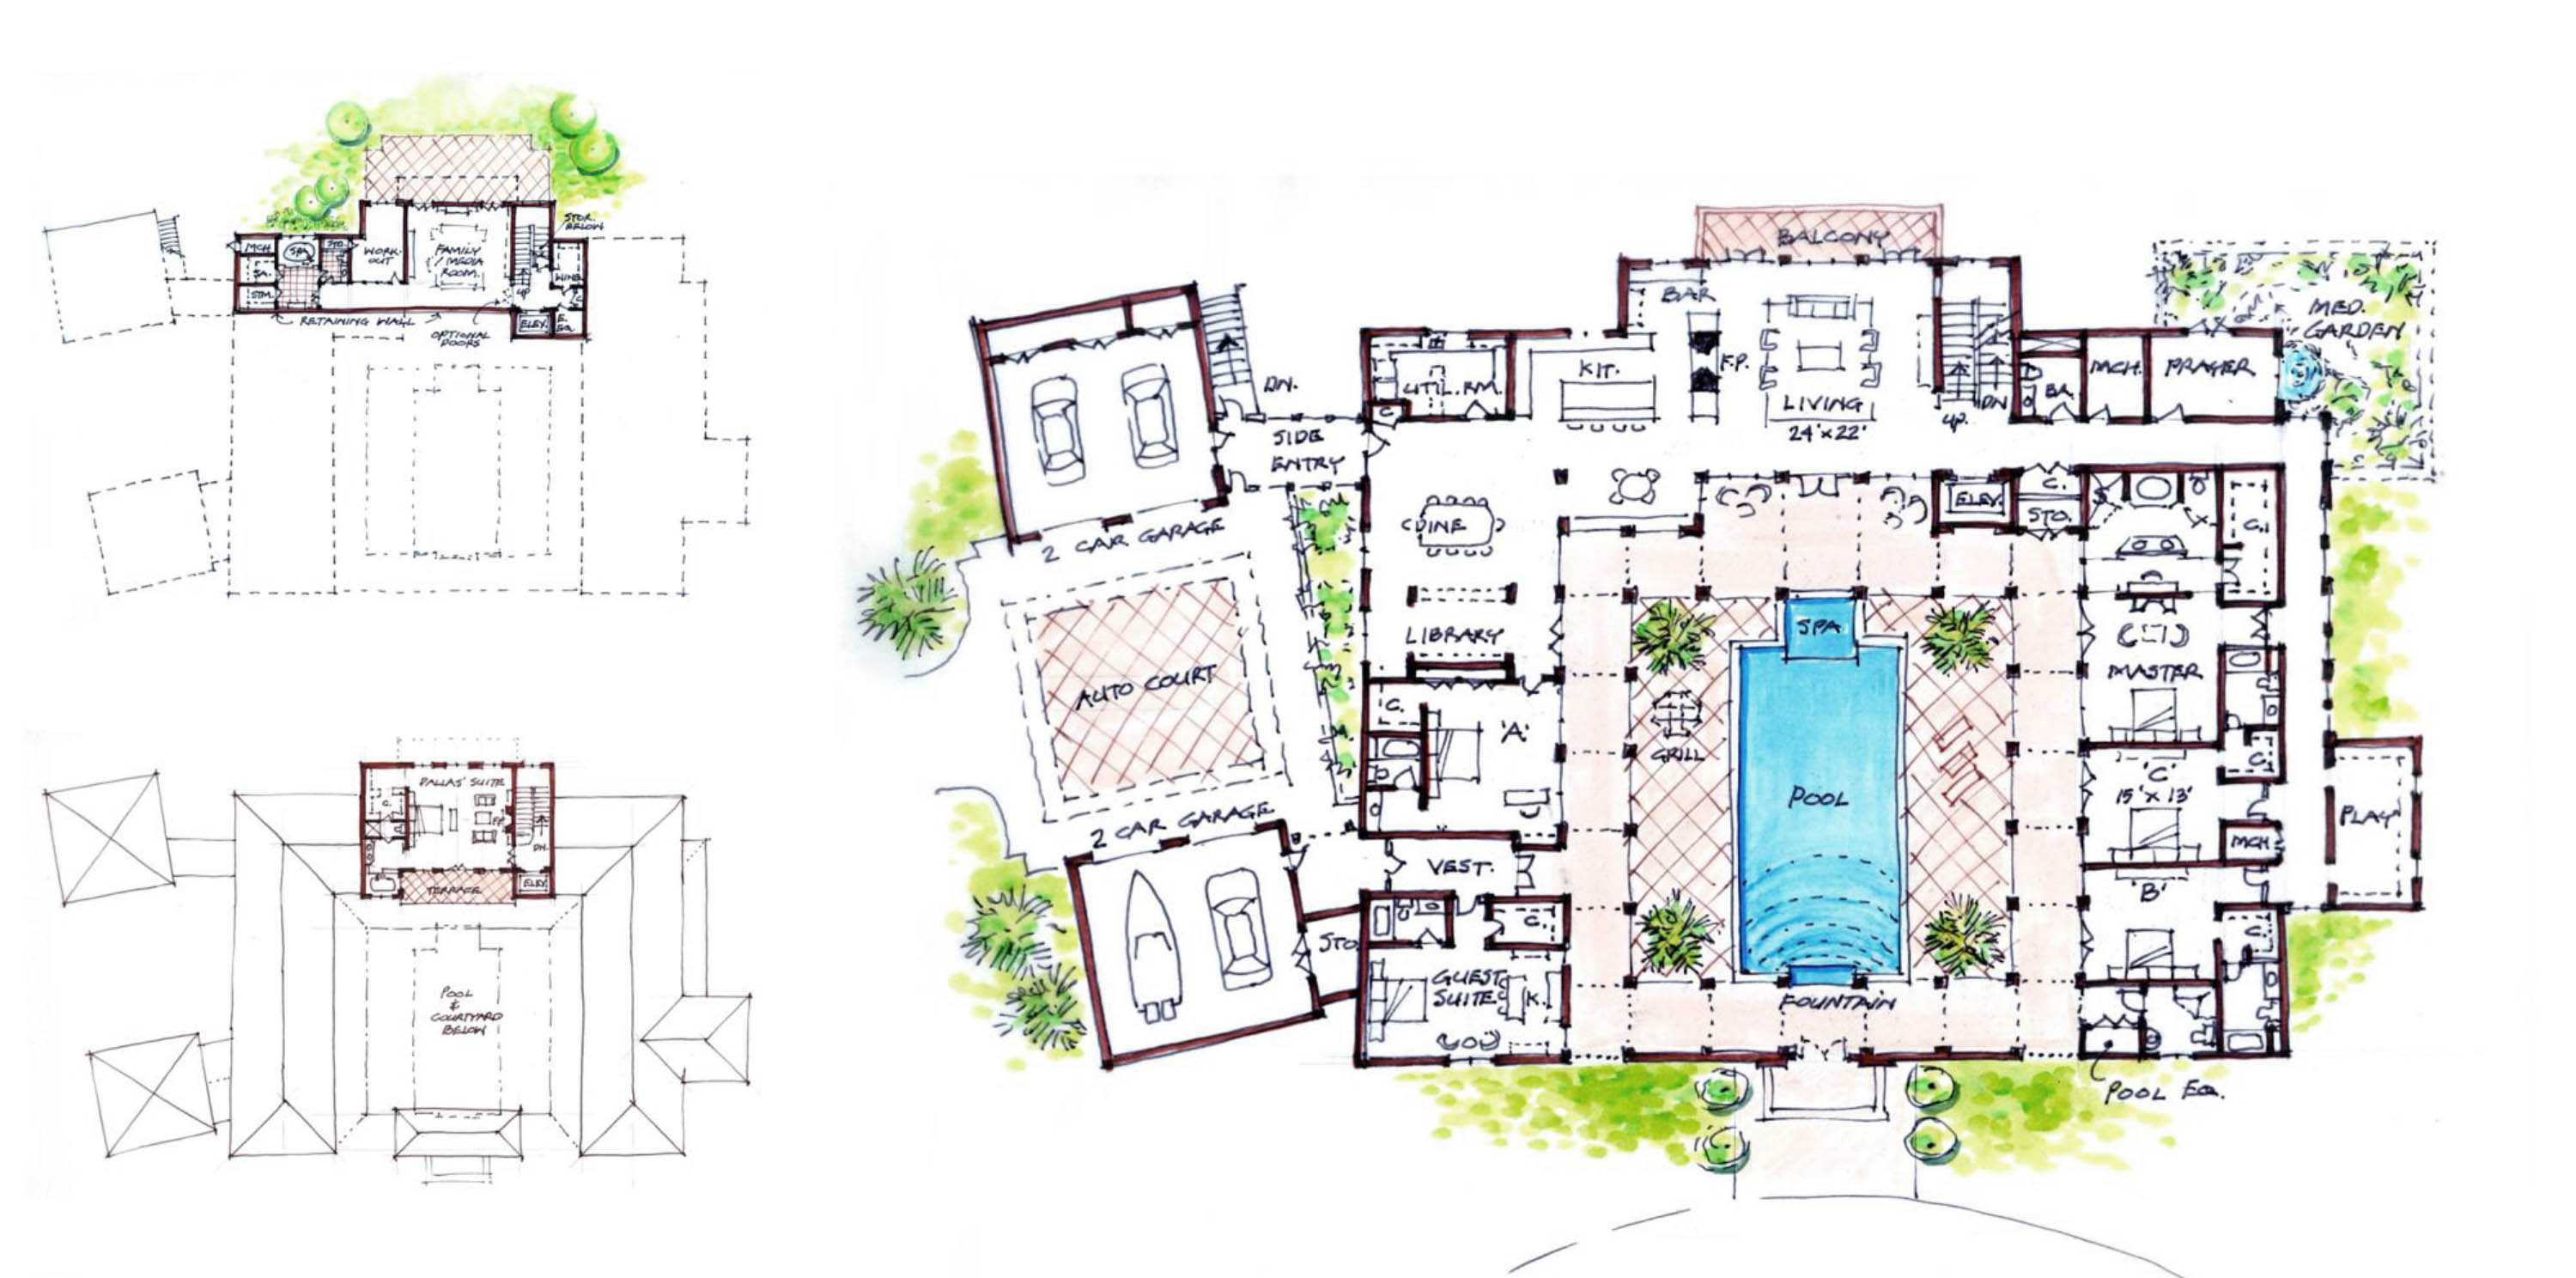 STOR.
BELOW
MCH
SPA
STO.
WORK-
OUT
FAMILY
/ MEDIA
ROOM.
WINE
SA.
STM.
UP
C.
ELEV.
E.
EQ.
RETAINING WALL
OPTIONAL
DOORS
DALLAS' SUITE
C.
F.P.
DN.
TERRACE
ELEV.
POOL
&
COURTYARD
BELOW
BALCONY
BAR
MED.
GARDEN
F.P.
KIT.
UTIL. RM.
C
LIVING
24' x 22'
UP.
DN
BA.
MCH.
PRAYER
DN.
SIDE
ENTRY
2 CAR GARAGE
DINE
ELEV.
C.
STO.
C.
LIBRARY
SPA
MASTER
AUTO COURT
C.
'A'
GRILL
POOL
C.
'C'
15' x 13'
MCH
PLAY
2 CAR GARAGE
VEST.
'B'
C.
C.
STO.
GUEST
SUITE
K.
FOUNTAIN
POOL EQ.